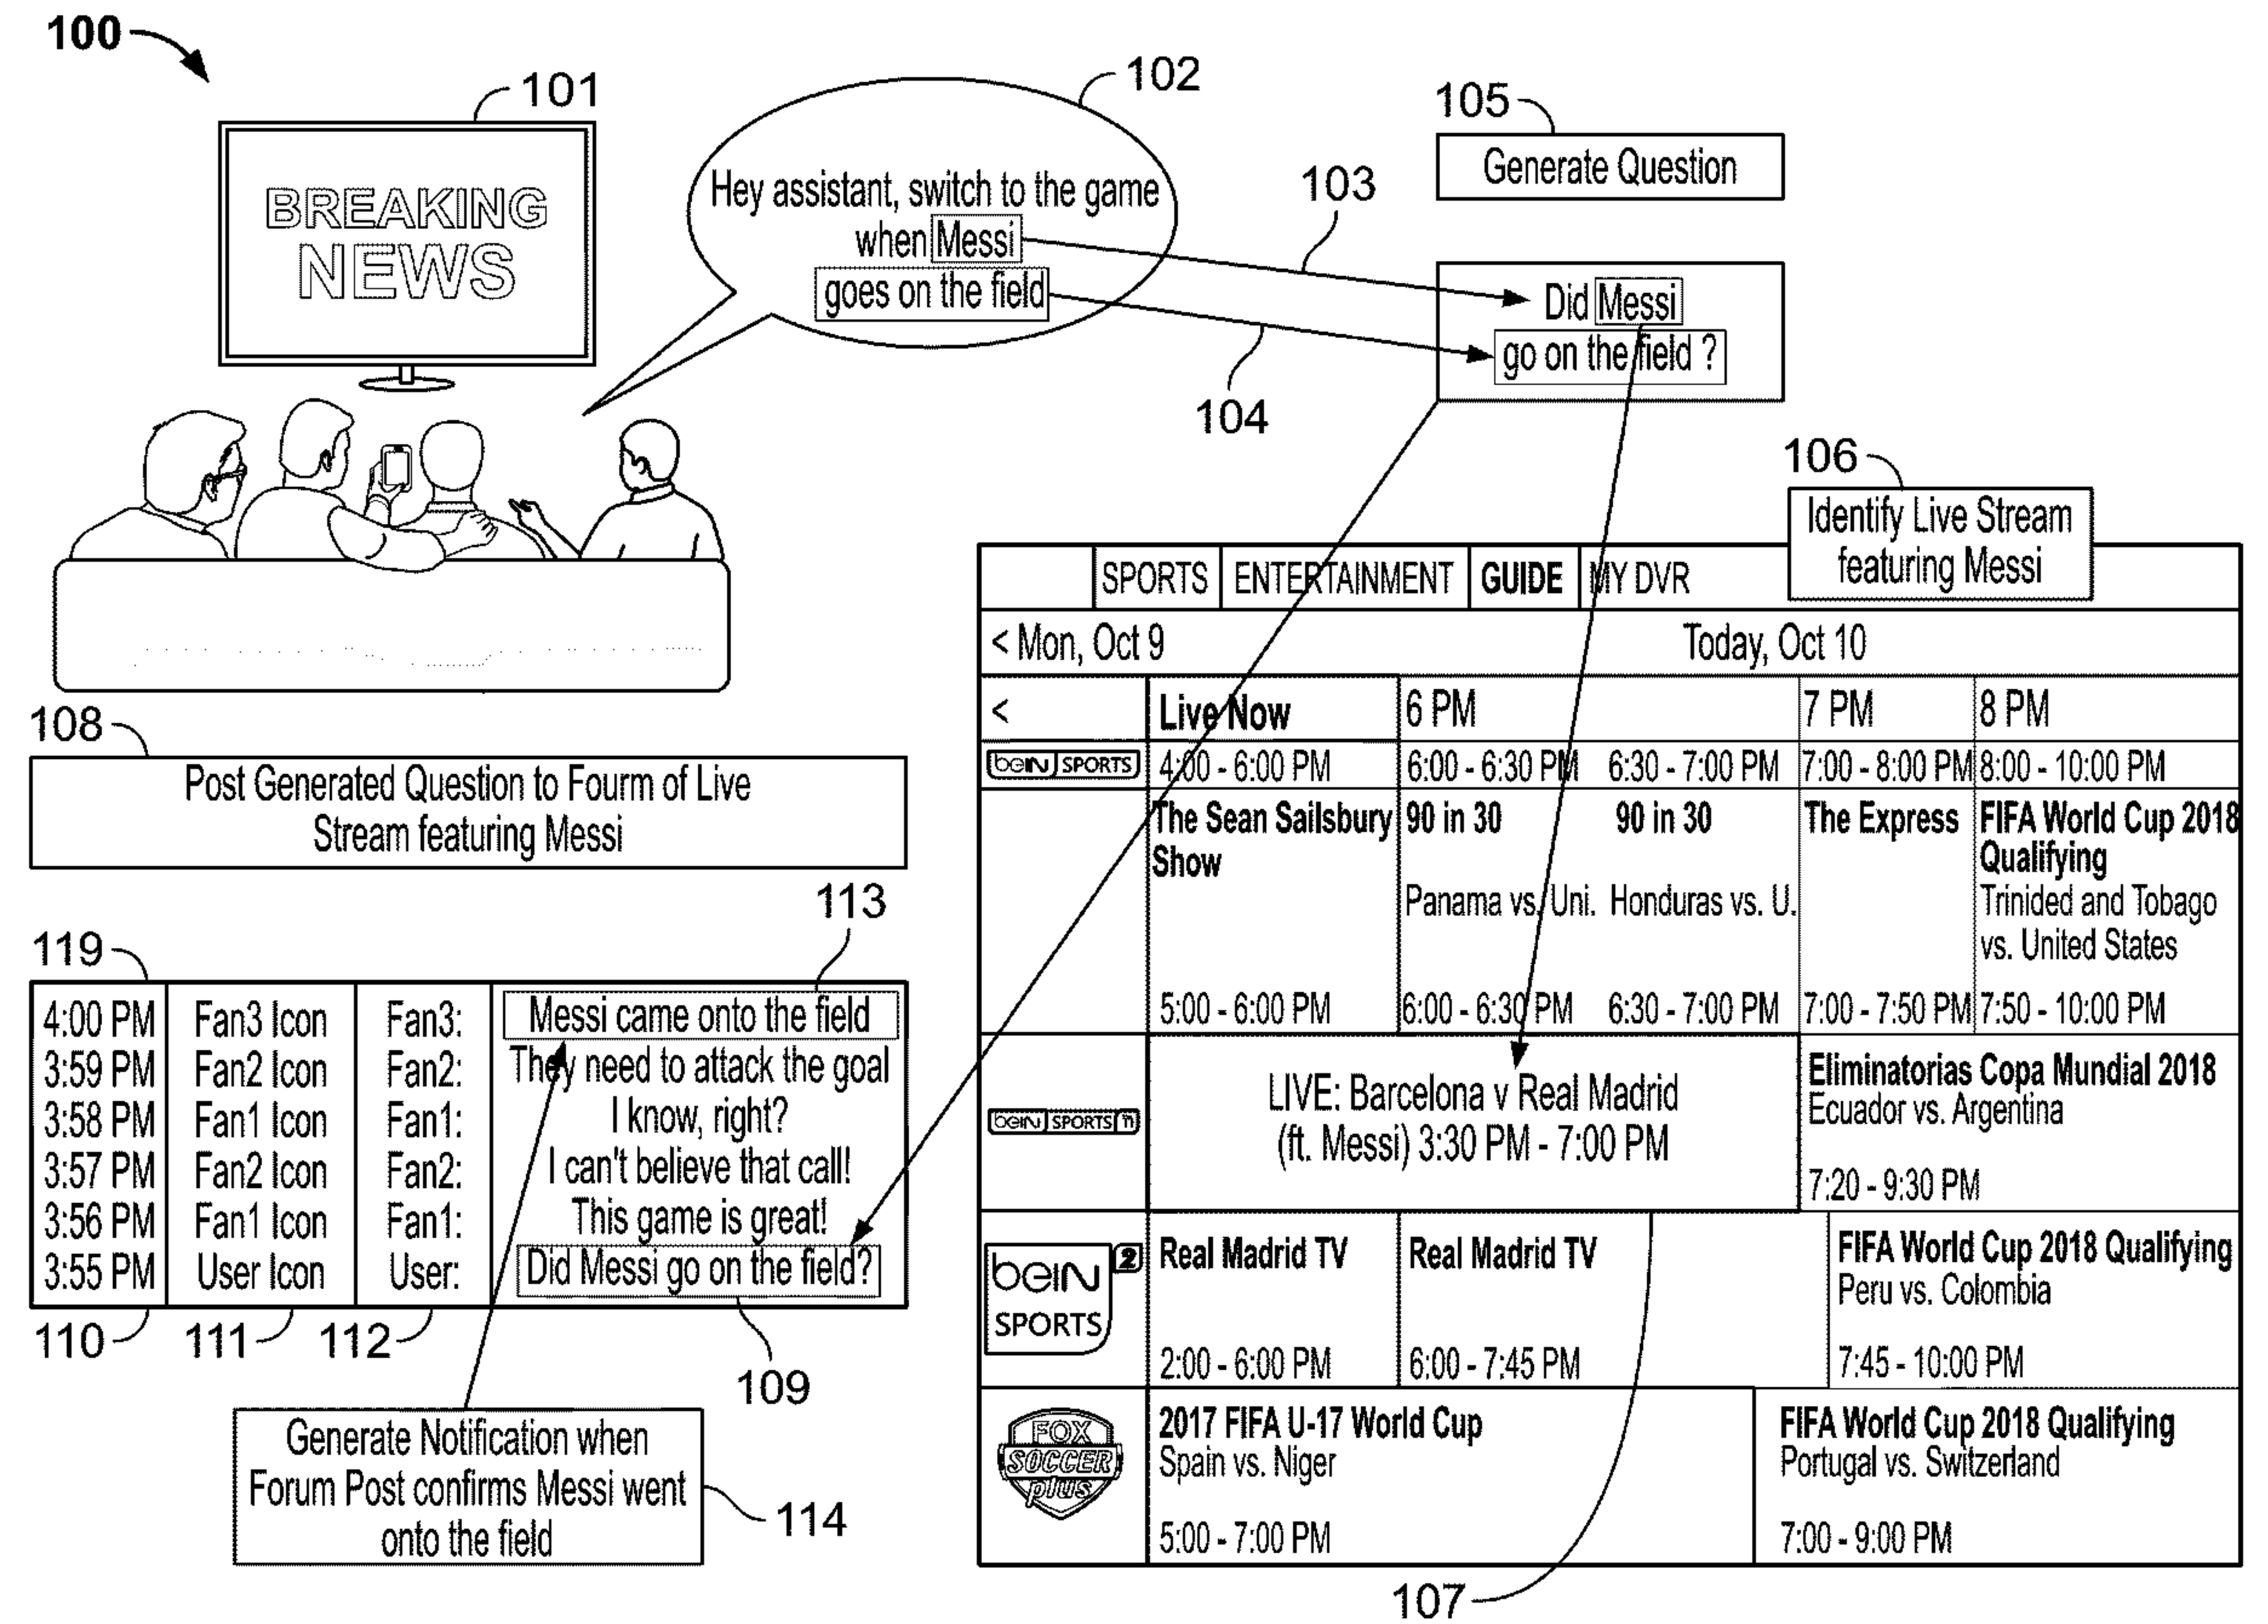 100
101
BREAKING
NEWS
102
Hey assistant, switch to the game
when Messi
goes on the field
103
104
105
Generate Question
Did Messi
go on the field ?
106
Identify Live Stream
featuring Messi
SPORTS ENTERTAINMENT GUIDE MY DVR
< Mon, Oct 9 Today, Oct 10
< Live Now 6 PM 7 PM 8 PM
beIN SPORTS 4:00 - 6:00 PM 6:00 - 6:30 PM 6:30 - 7:00 PM 7:00 - 8:00 PM 8:00 - 10:00 PM
The Sean Sailsbury 90 in 30 90 in 30 The Express FIFA World Cup 2018
Show Qualifying
Panama vs. Uni. Honduras vs. U. Trinided and Tobago
vs. United States
5:00 - 6:00 PM 6:00 - 6:30 PM 6:30 - 7:00 PM 7:00 - 7:50 PM 7:50 - 10:00 PM
beIN SPORTS ñ
LIVE: Barcelona v Real Madrid
(ft. Messi) 3:30 PM - 7:00 PM
Eliminatorias Copa Mundial 2018
Ecuador vs. Argentina
7:20 - 9:30 PM
beIN 2
SPORTS
Real Madrid TV Real Madrid TV FIFA World Cup 2018 Qualifying
Peru vs. Colombia
2:00 - 6:00 PM 6:00 - 7:45 PM 7:45 - 10:00 PM
FOX
SOCCER
plus
2017 FIFA U-17 World Cup FIFA World Cup 2018 Qualifying
Spain vs. Niger Portugal vs. Switzerland
5:00 - 7:00 PM 7:00 - 9:00 PM
107
108
Post Generated Question to Fourm of Live
Stream featuring Messi
113
119
4:00 PM Fan3 Icon Fan3: Messi came onto the field
3:59 PM Fan2 Icon Fan2: They need to attack the goal
3:58 PM Fan1 Icon Fan1: I know, right?
3:57 PM Fan2 Icon Fan2: I can't believe that call!
3:56 PM Fan1 Icon Fan1: This game is great!
3:55 PM User Icon User: Did Messi go on the field?
110 111 112
109
Generate Notification when
Forum Post confirms Messi went
onto the field
114